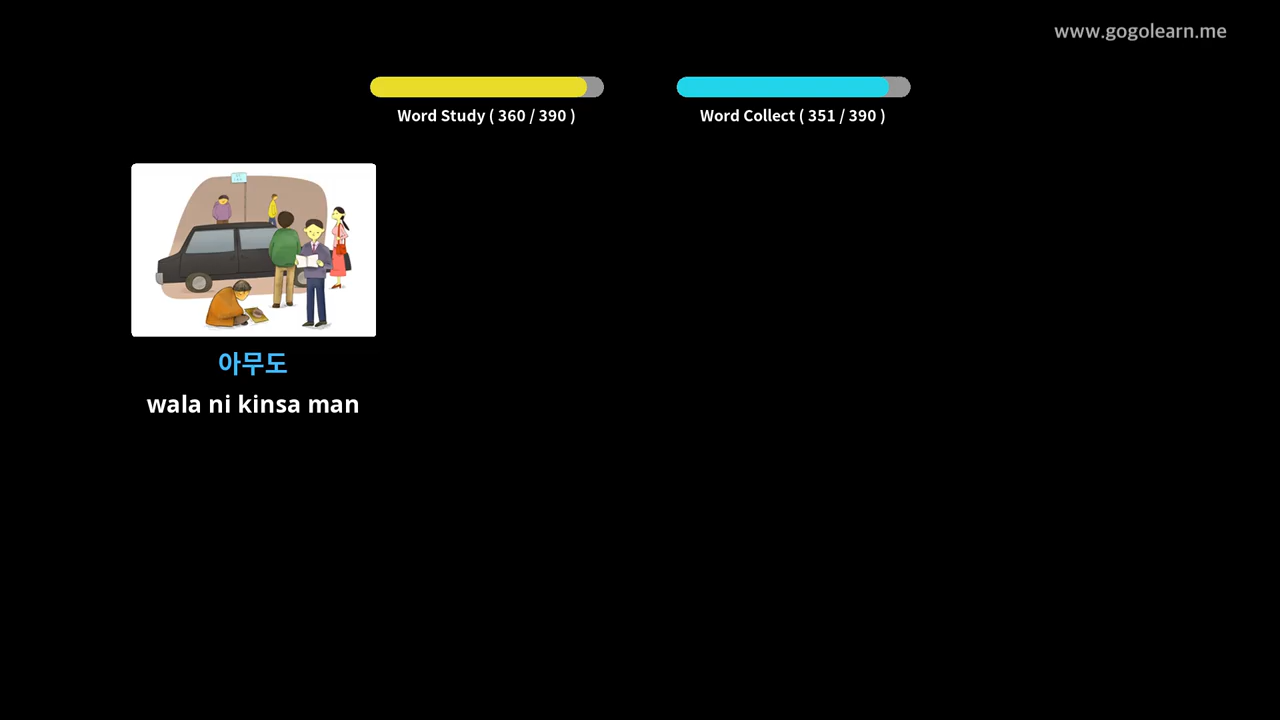 www.gogolearn.me
Word Study ( 360 / 390 )
Word Collect ( 351 / 390 )
아무도
wala ni kinsa man